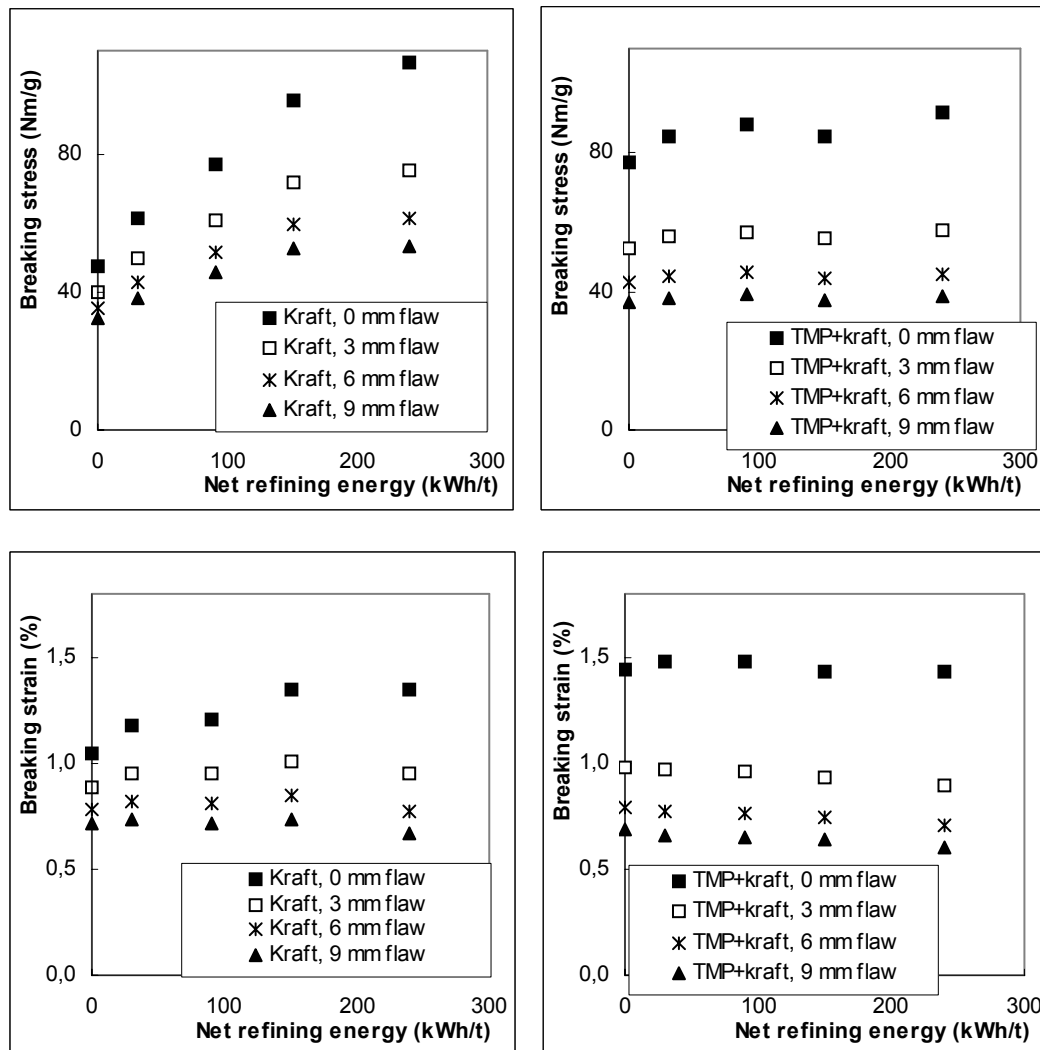 Breaking stress (Nm/g)
80
40
0
Kraft, 0 mm flaw
Kraft, 3 mm flaw
Kraft, 6 mm flaw
Kraft, 9 mm flaw
0 100 200 300
Net refining energy (kWh/t)
Breaking stress (Nm/g)
80
40
0
TMP+kraft, 0 mm flaw
TMP+kraft, 3 mm flaw
TMP+kraft, 6 mm flaw
TMP+kraft, 9 mm flaw
0 100 200 300
Net refining energy (kWh/t)
Breaking strain (%)
1,5
1,0
0,5
0,0
Kraft, 0 mm flaw
Kraft, 3 mm flaw
Kraft, 6 mm flaw
Kraft, 9 mm flaw
0 100 200 300
Net refining energy (kWh/t)
Breaking strain (%)
1,5
1,0
0,5
0,0
TMP+kraft, 0 mm flaw
TMP+kraft, 3 mm flaw
TMP+kraft, 6 mm flaw
TMP+kraft, 9 mm flaw
0 100 200 300
Net refining energy (kWh/t)